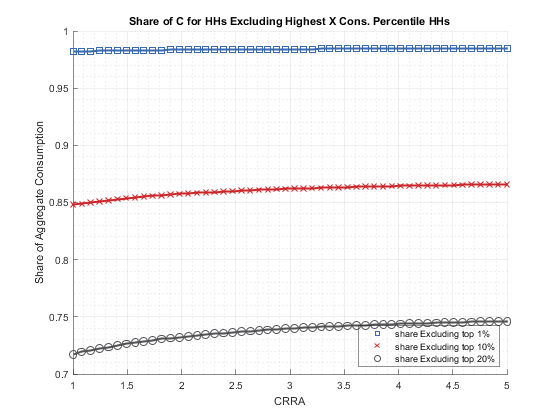 Share of C for HHs Excluding Highest X Cons. Percentile HHs
1
0.95
0.9
0.85
0.8
0.75
0.7
Share of Aggregate Consumption
share Excluding top 1%
share Excluding top 10%
share Excluding top 20%
1 1.5 2 2.5 3 3.5 4 4.5 5
CRRA